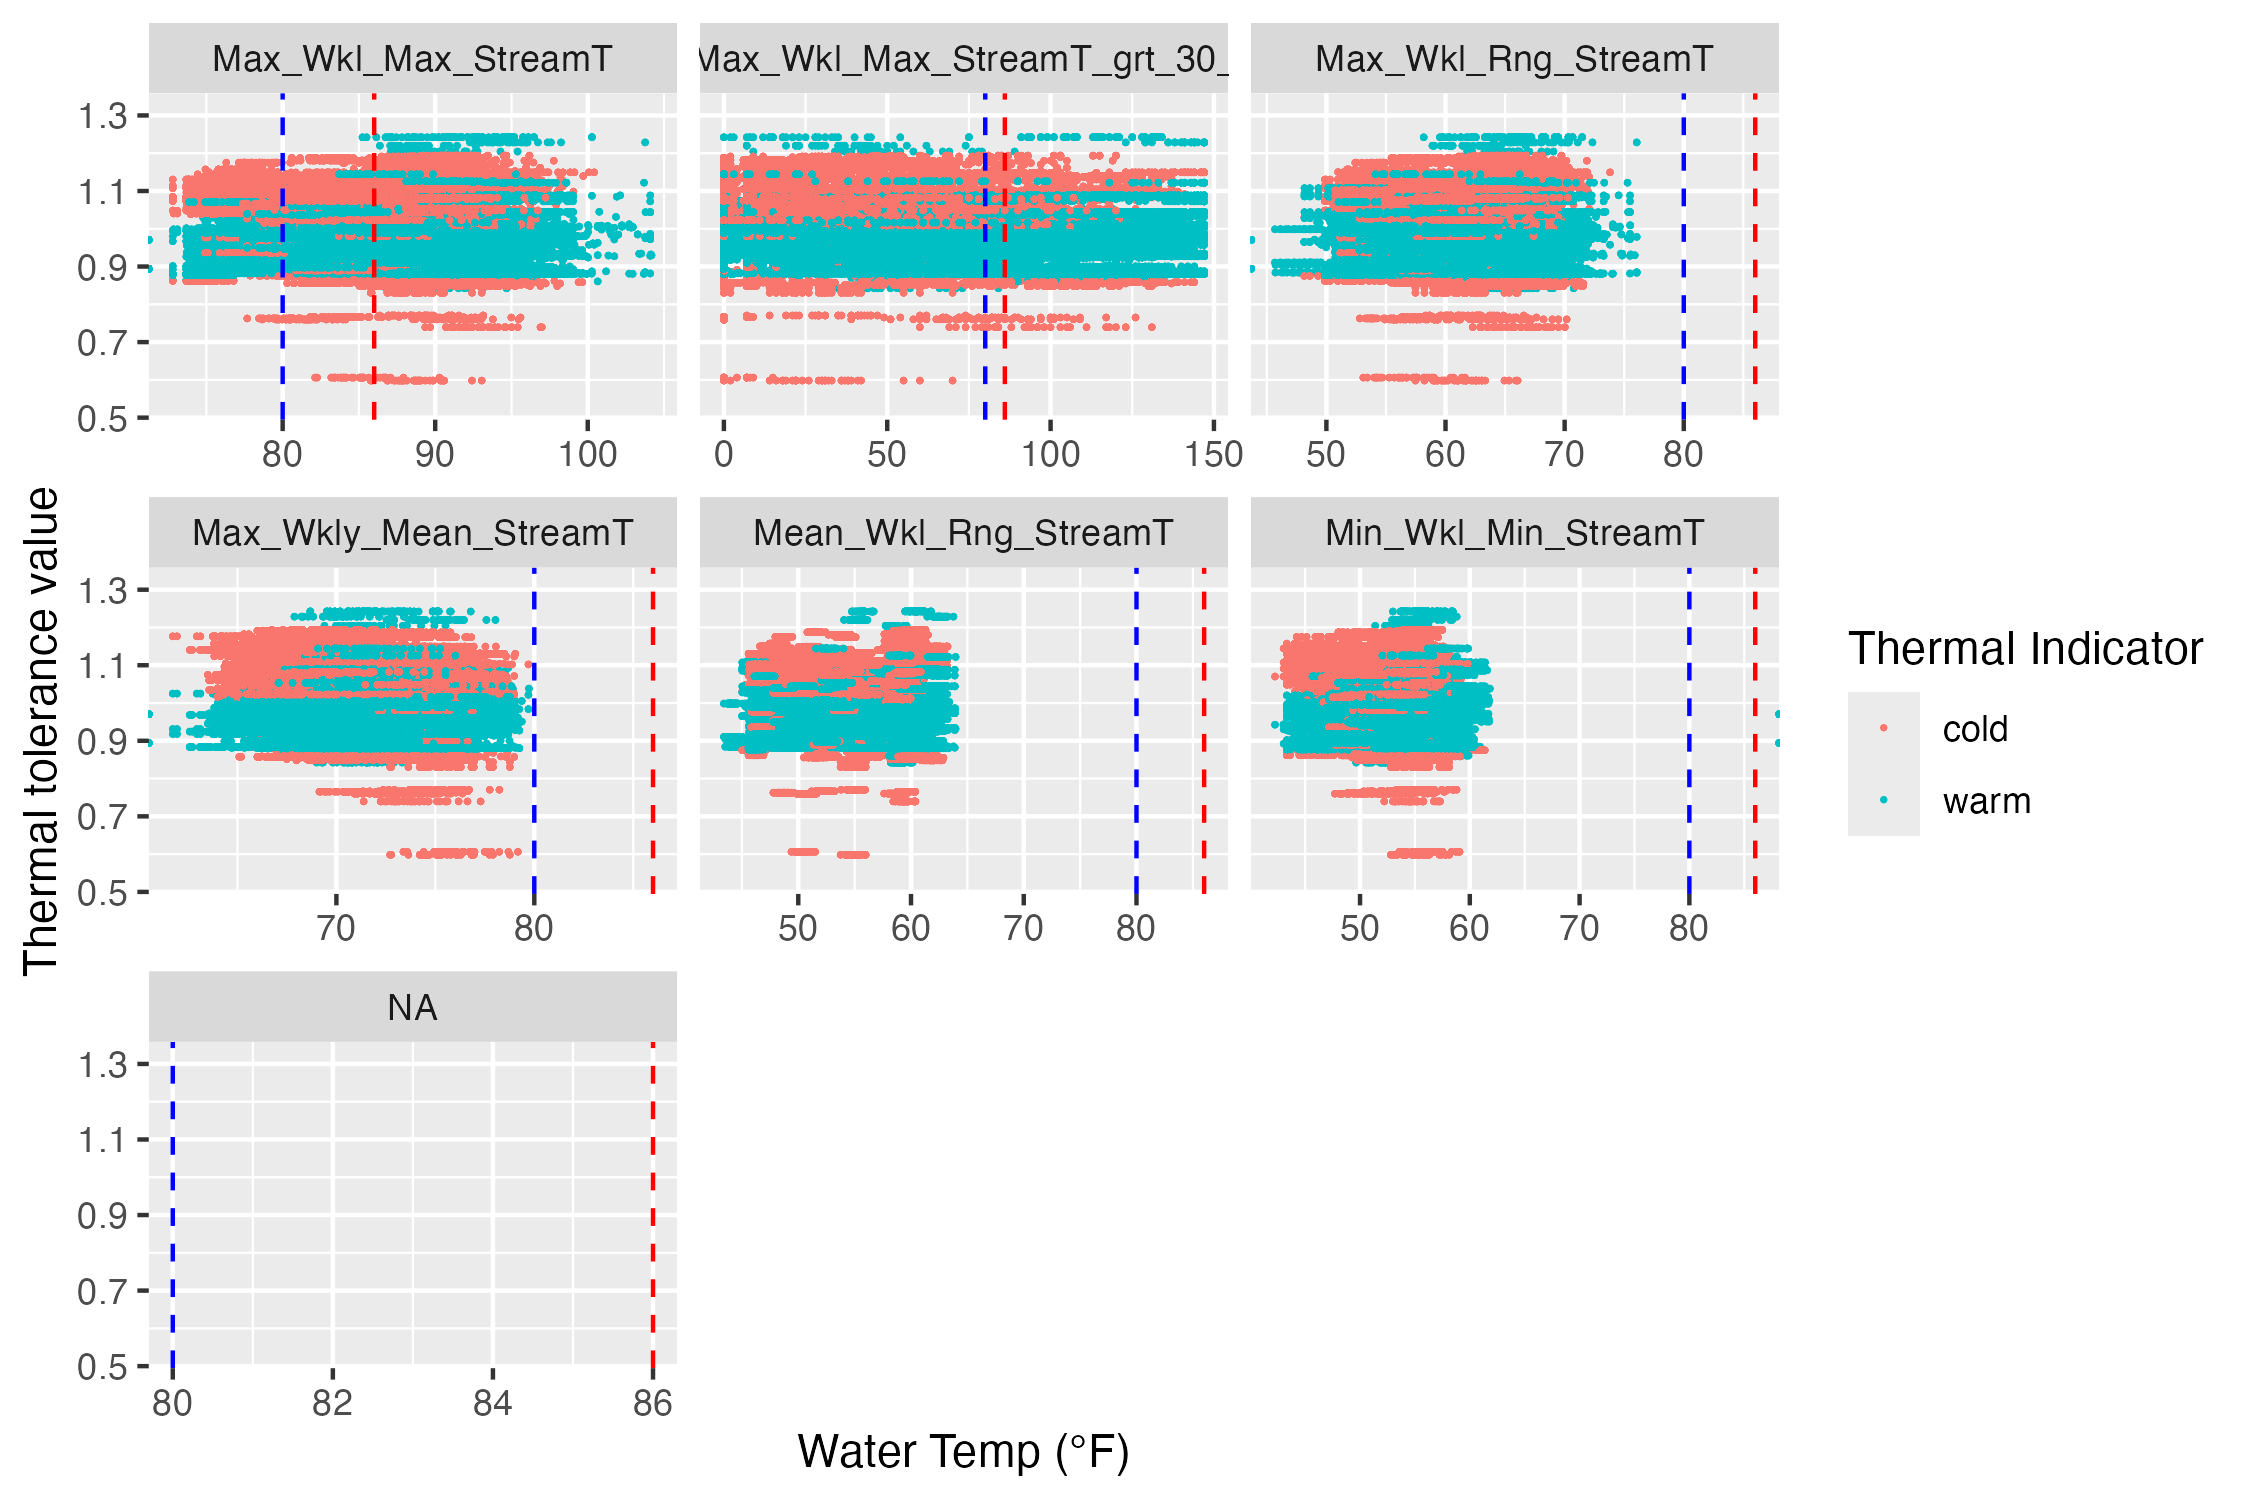 Max_Wkl_Max_StreamT
Max_Wkl_Max_StreamT_grt_30_
Max_Wkl_Rng_StreamT
1.3
1.1
0.9
0.7
0.5
80 90 100
0 50 100 150
50 60 70 80
Max_Wkly_Mean_StreamT
Mean_Wkl_Rng_StreamT
Min_Wkl_Min_StreamT
1.3
1.1
0.9
0.7
0.5
70 80
50 60 70 80
50 60 70 80
NA
1.3
1.1
0.9
0.7
0.5
80 82 84 86
Thermal tolerance value
Water Temp (°F)
Thermal Indicator
cold
warm